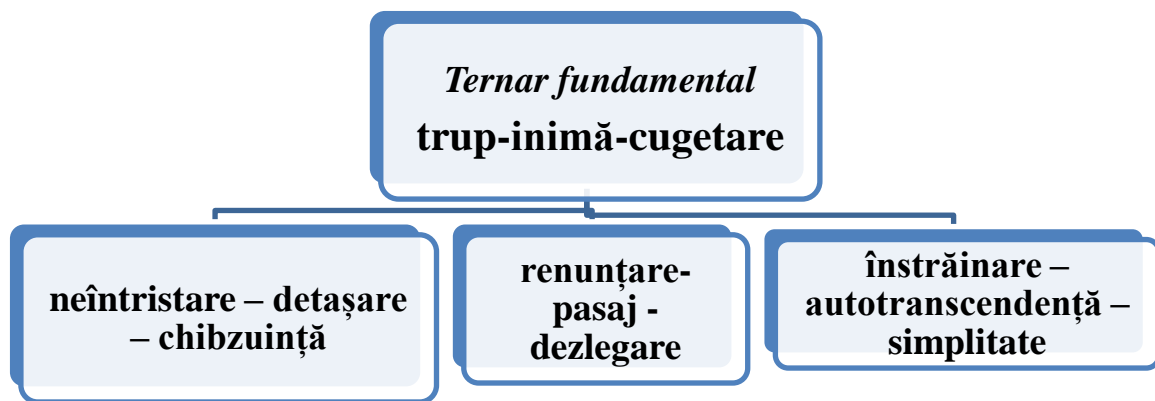 Ternar fundamental
trup-inimă-cugetare
neîntristare – detașare
– chibzuință
renunțare-
pasaj -
dezlegare
înstrăinare –
autotranscendență –
simplitate